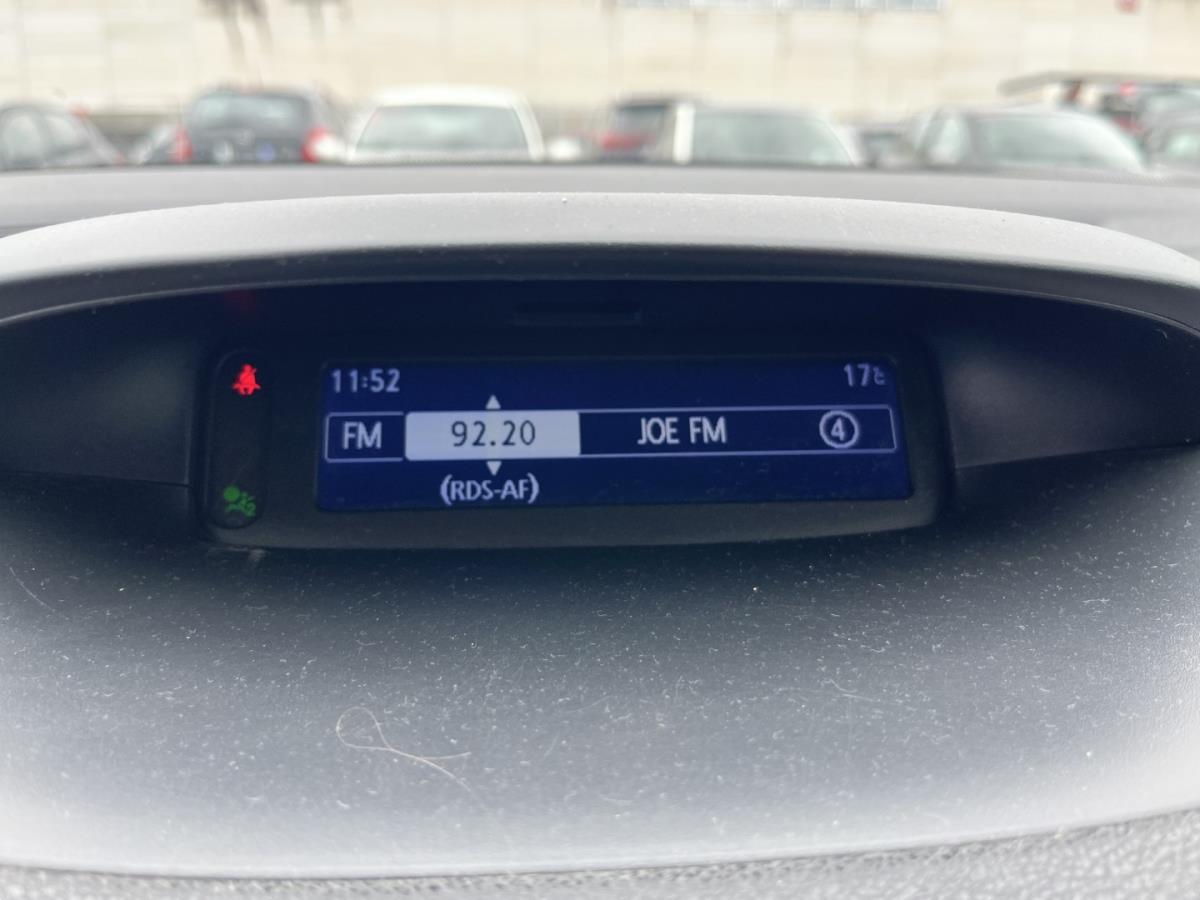 11:52 17°C
FM 92.20 JOE FM 4
(RDS-AF)